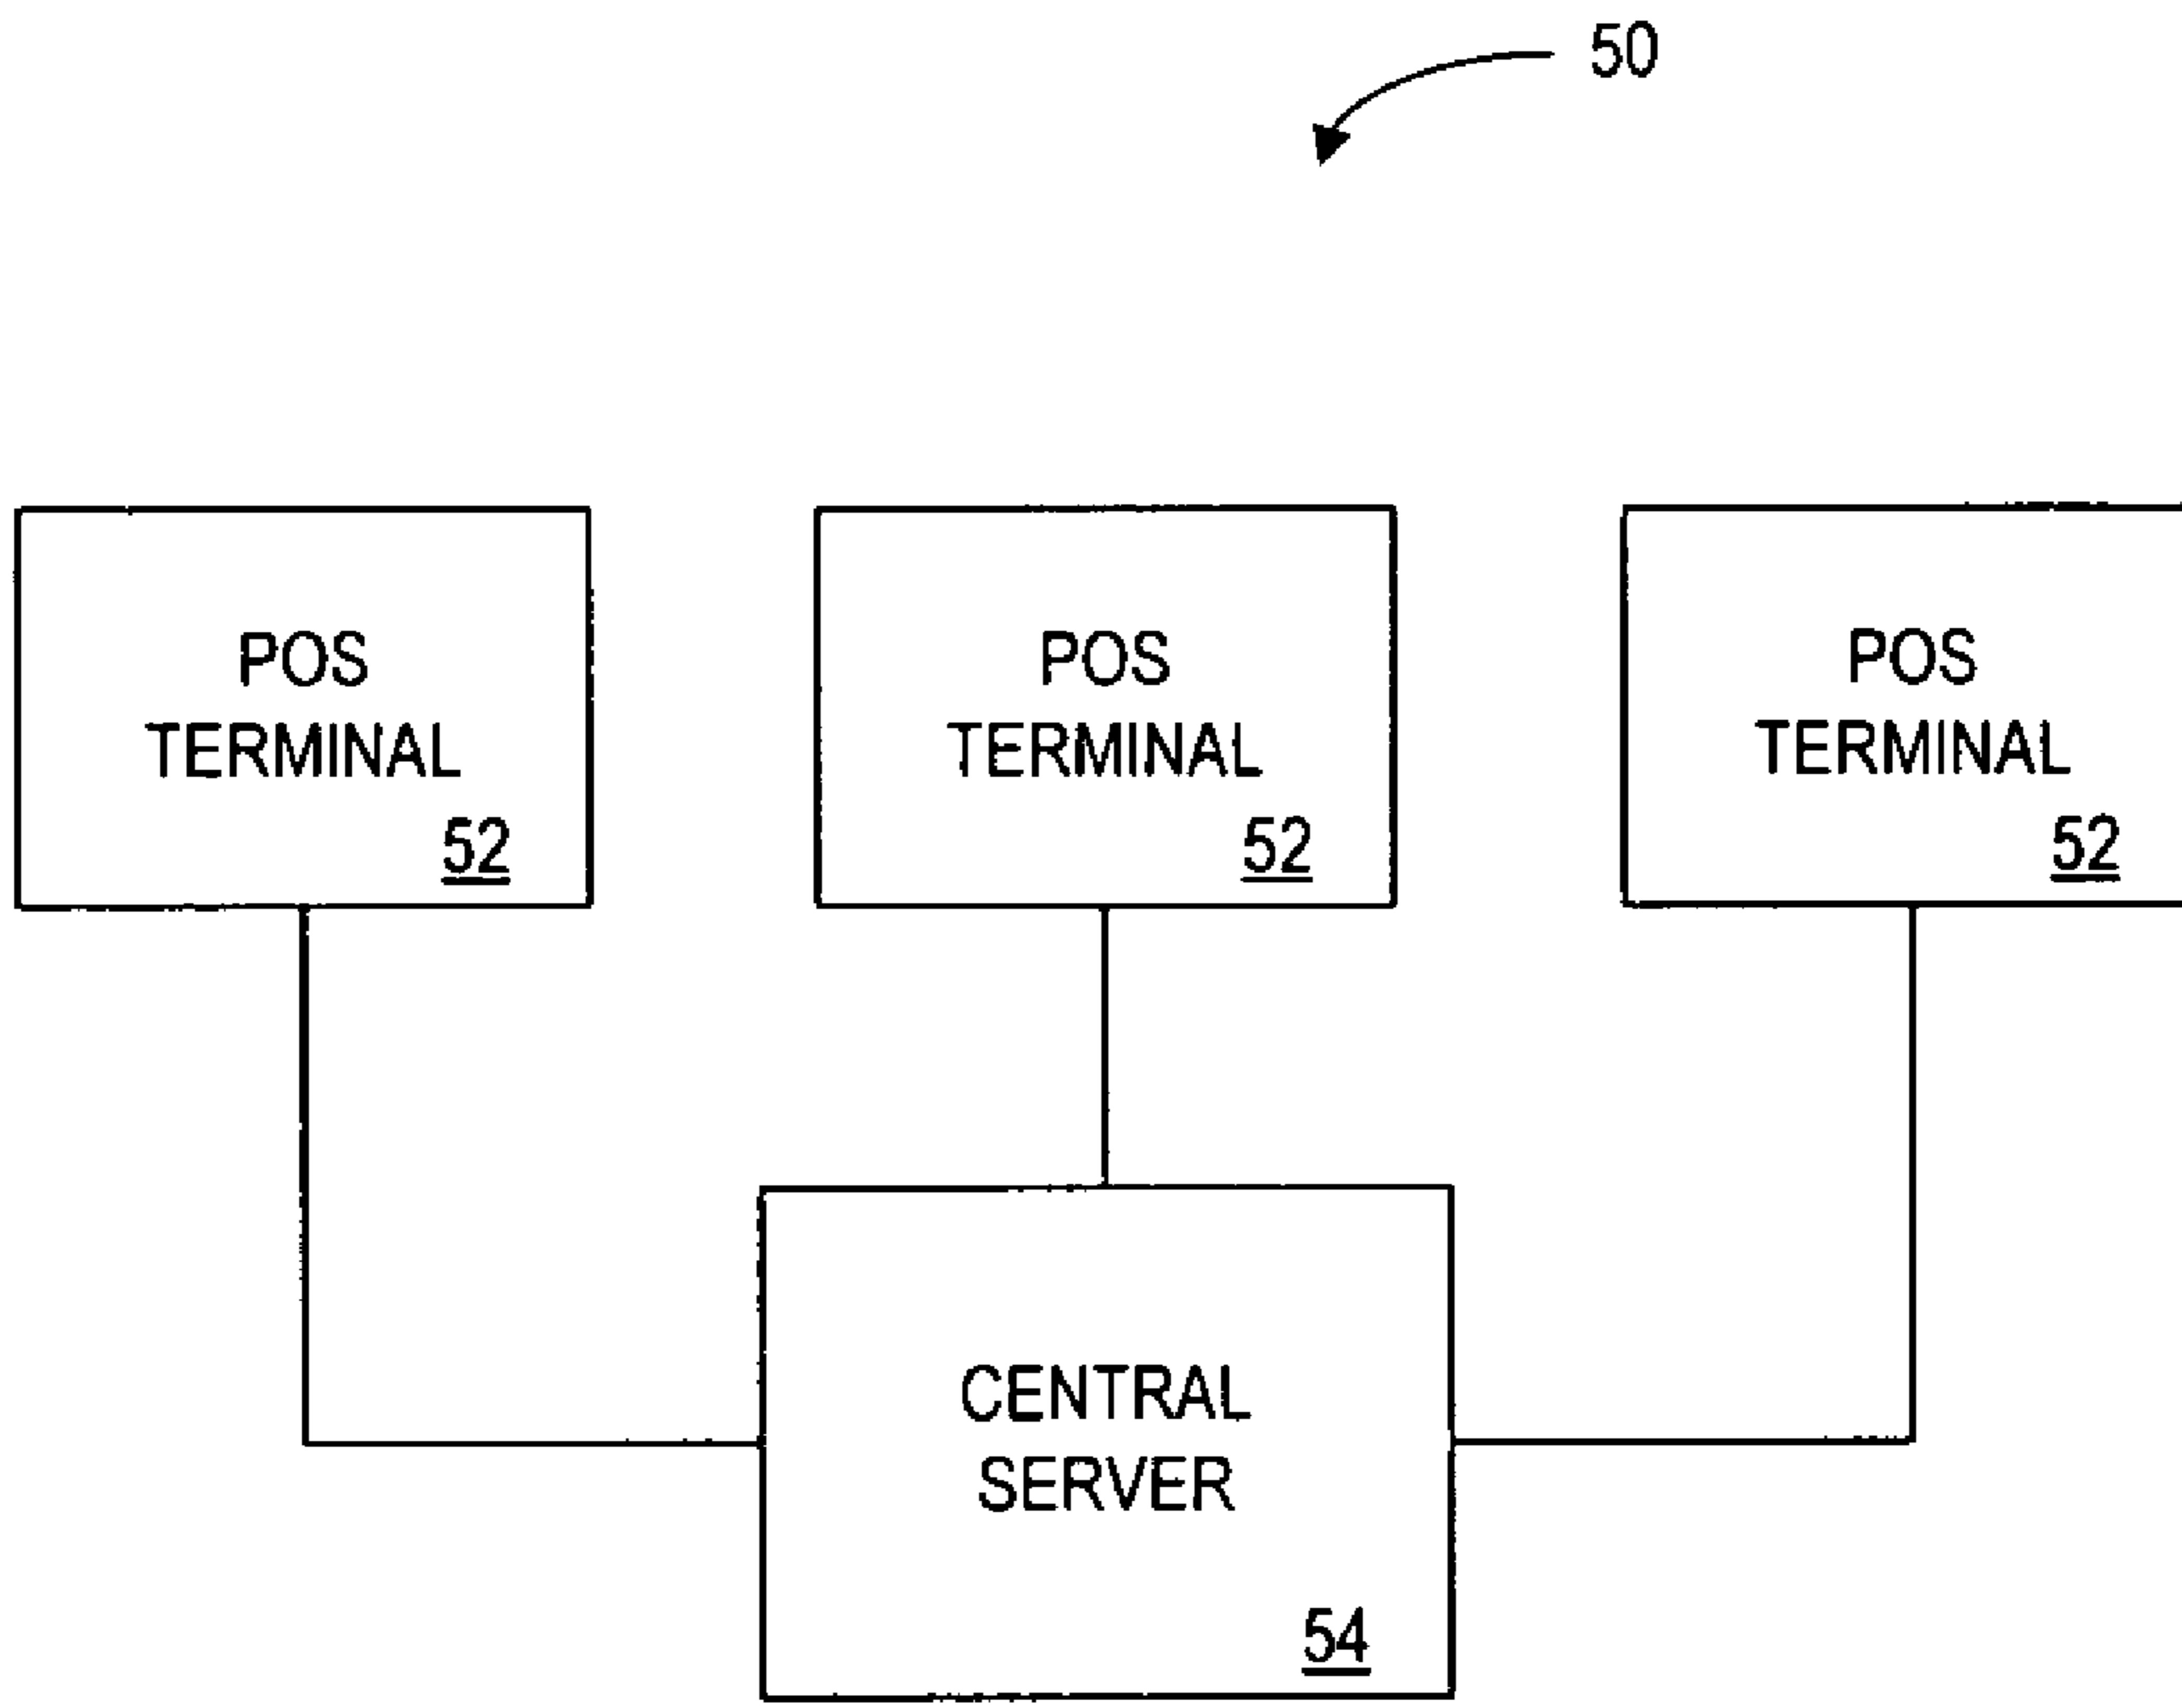 50
POS
TERMINAL
52
POS
TERMINAL
52
POS
TERMINAL
52
CENTRAL
SERVER
54